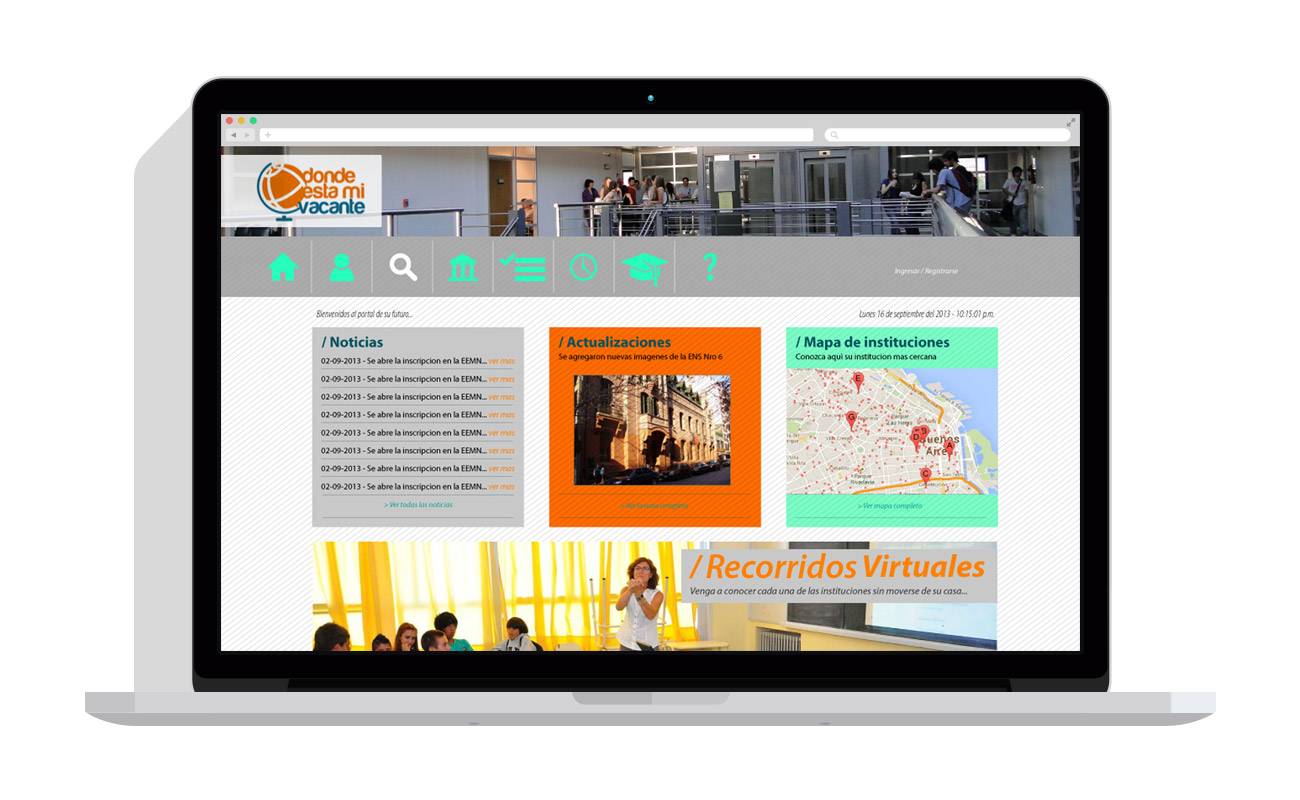 donde
esta mi
vacante
?
Ingresar / Registrarse
Bienvenidos al portal de su futuro...
Lunes 16 de septiembre del 2013 - 10:15:01 p.m.
/ Noticias
02-09-2013 - Se abre la inscripcion en la EEMN... ver mas
02-09-2013 - Se abre la inscripcion en la EEMN... ver mas
02-09-2013 - Se abre la inscripcion en la EEMN... ver mas
02-09-2013 - Se abre la inscripcion en la EEMN... ver mas
02-09-2013 - Se abre la inscripcion en la EEMN... ver mas
02-09-2013 - Se abre la inscripcion en la EEMN... ver mas
02-09-2013 - Se abre la inscripcion en la EEMN... ver mas
02-09-2013 - Se abre la inscripcion en la EEMN... ver mas
> Ver todas las noticias
/ Actualizaciones
Se agregaron nuevas imagenes de la ENS Nro 6
/ Mapa de instituciones
Conozca aquì su institucion mas cercana
E
G
D
A
C
Parque
Las Heras
Buenos
Aires
Parque
Rivadavia
> Ver mapa completo
/ Recorridos Virtuales
Venga a conocer cada una de las instituciones sin moverse de su casa...